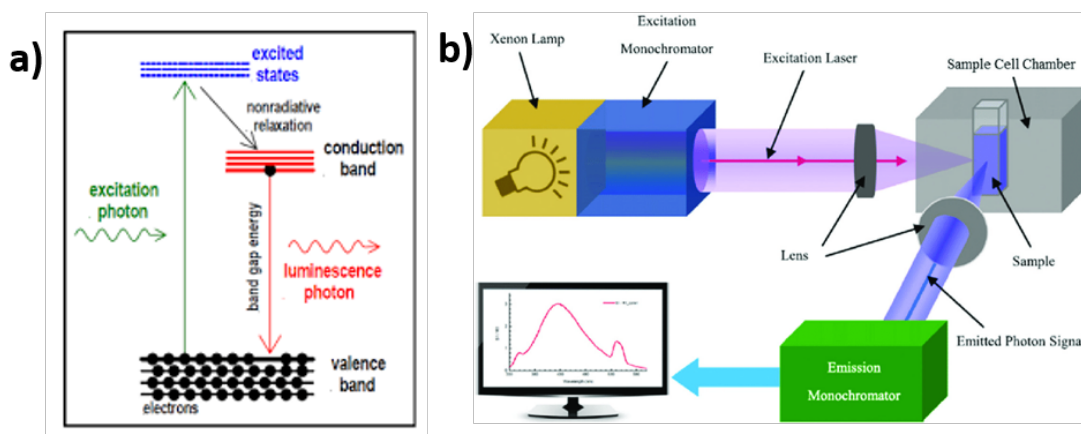 a)
excited
states
nonradiative
relaxation
conduction
band
excitation
photon
band gap energy
luminescence
photon
valence
band
electrons
b)
Xenon Lamp
Excitation
Monochromator
Excitation Laser
Sample Cell Chamber
Lens
Sample
Emitted Photon Signa
Emission
Monochromator